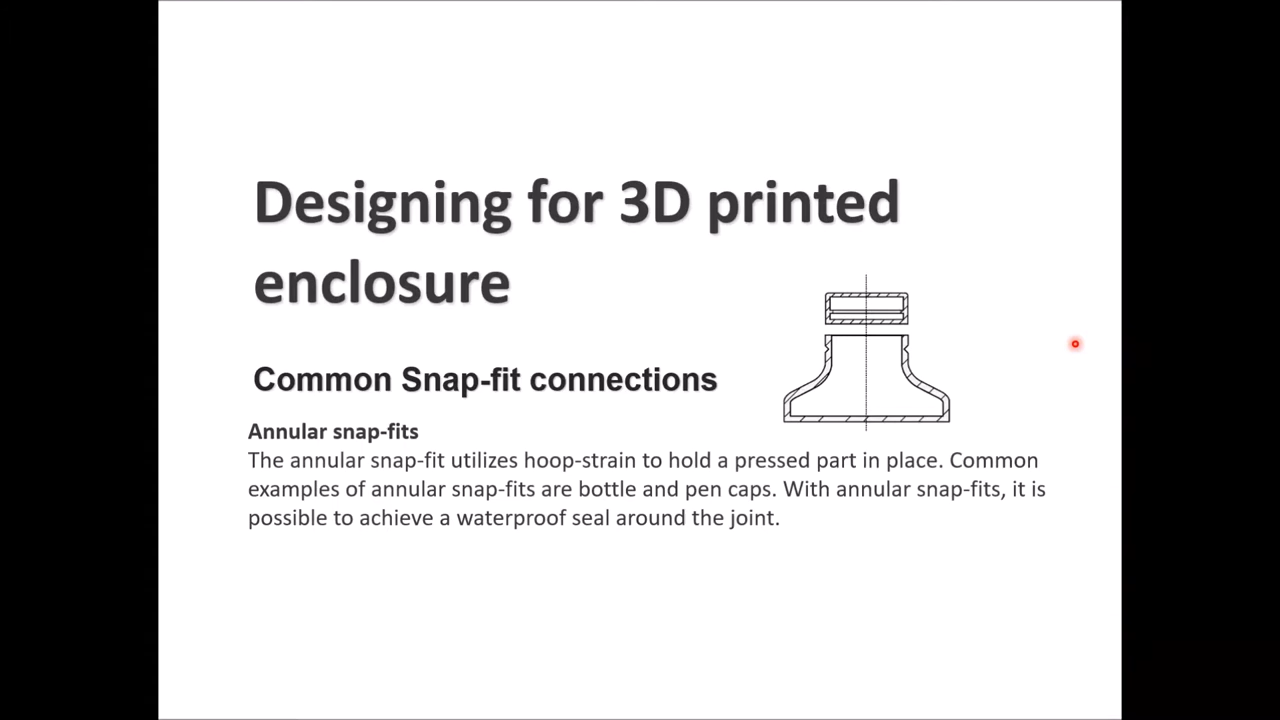 Designing for 3D printed
enclosure
Common Snap-fit connections
Annular snap-fits
The annular snap-fit utilizes hoop-strain to hold a pressed part in place. Common
examples of annular snap-fits are bottle and pen caps. With annular snap-fits, it is
possible to achieve a waterproof seal around the joint.